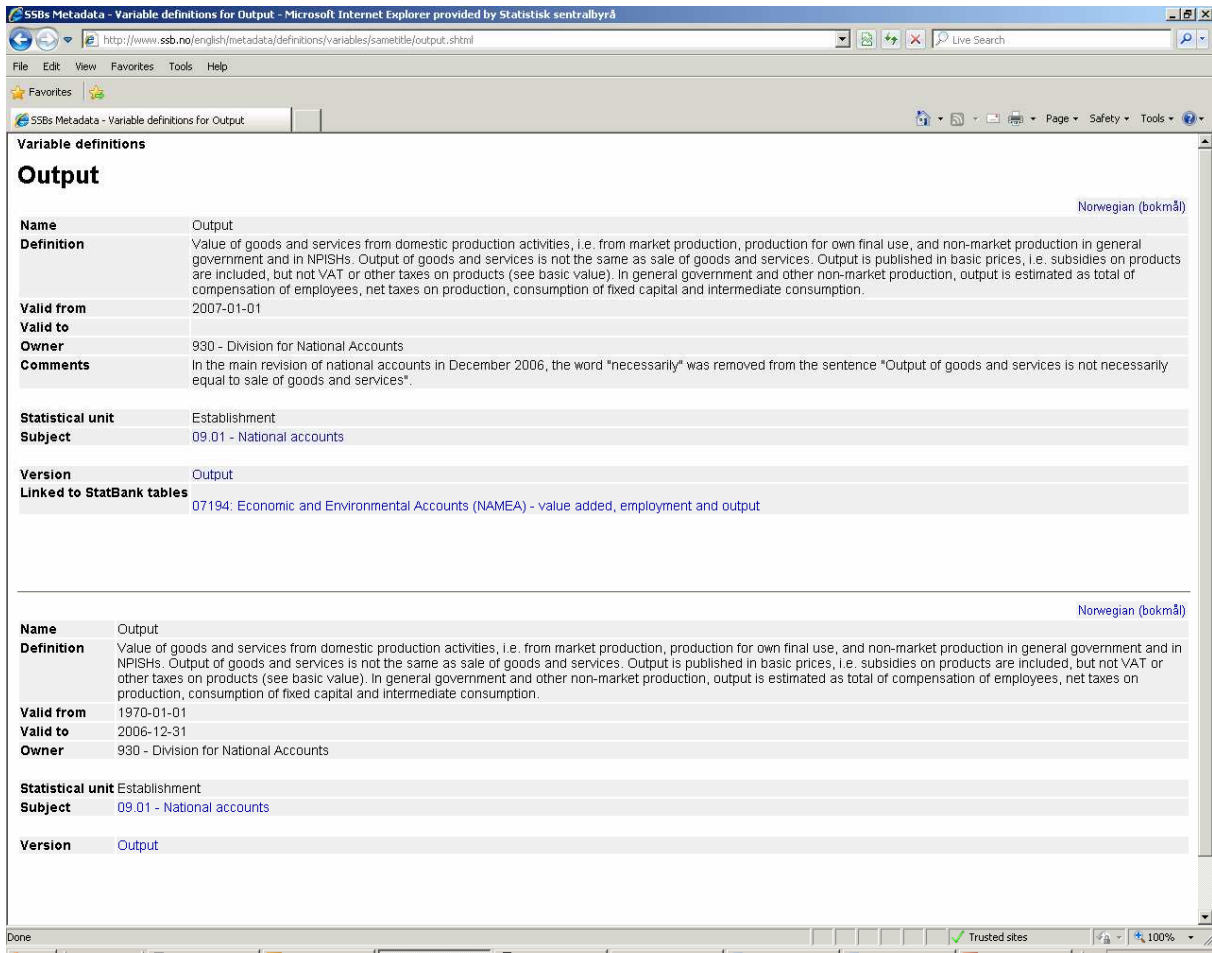 SSBs Metadata - Variable definitions for Output - Microsoft Internet Explorer provided by Statistisk sentralbyrå
http://www.ssb.no/english/metadata/definitions/variables/sametitle/output.shtml
Live Search
File Edit View Favorites Tools Help
Favorites
SSBs Metadata - Variable definitions for Output
Page Safety Tools
Variable definitions
Output
Norwegian (bokmål)
Name Output
Definition Value of goods and services from domestic production activities, i.e. from market production, production for own final use, and non-market production in general
government and in NPISHs. Output of goods and services is not the same as sale of goods and services. Output is published in basic prices, i.e. subsidies on products
are included, but not VAT or other taxes on products (see basic value). In general government and other non-market production, output is estimated as total of
compensation of employees, net taxes on production, consumption of fixed capital and intermediate consumption.
Valid from 2007-01-01
Valid to
Owner 930 - Division for National Accounts
Comments In the main revision of national accounts in December 2006, the word "necessarily" was removed from the sentence "Output of goods and services is not necessarily
equal to sale of goods and services".
Statistical unit Establishment
Subject 09.01 - National accounts
Version Output
Linked to StatBank tables
07194: Economic and Environmental Accounts (NAMEA) - value added, employment and output
Norwegian (bokmål)
Name Output
Definition Value of goods and services from domestic production activities, i.e. from market production, production for own final use, and non-market production in general government and in
NPISHs. Output of goods and services is not the same as sale of goods and services. Output is published in basic prices, i.e. subsidies on products are included, but not VAT or
other taxes on products (see basic value). In general government and other non-market production, output is estimated as total of compensation of employees, net taxes on
production, consumption of fixed capital and intermediate consumption.
Valid from 1970-01-01
Valid to 2006-12-31
Owner 930 - Division for National Accounts
Statistical unit Establishment
Subject 09.01 - National accounts
Version Output
Done
Trusted sites
100%